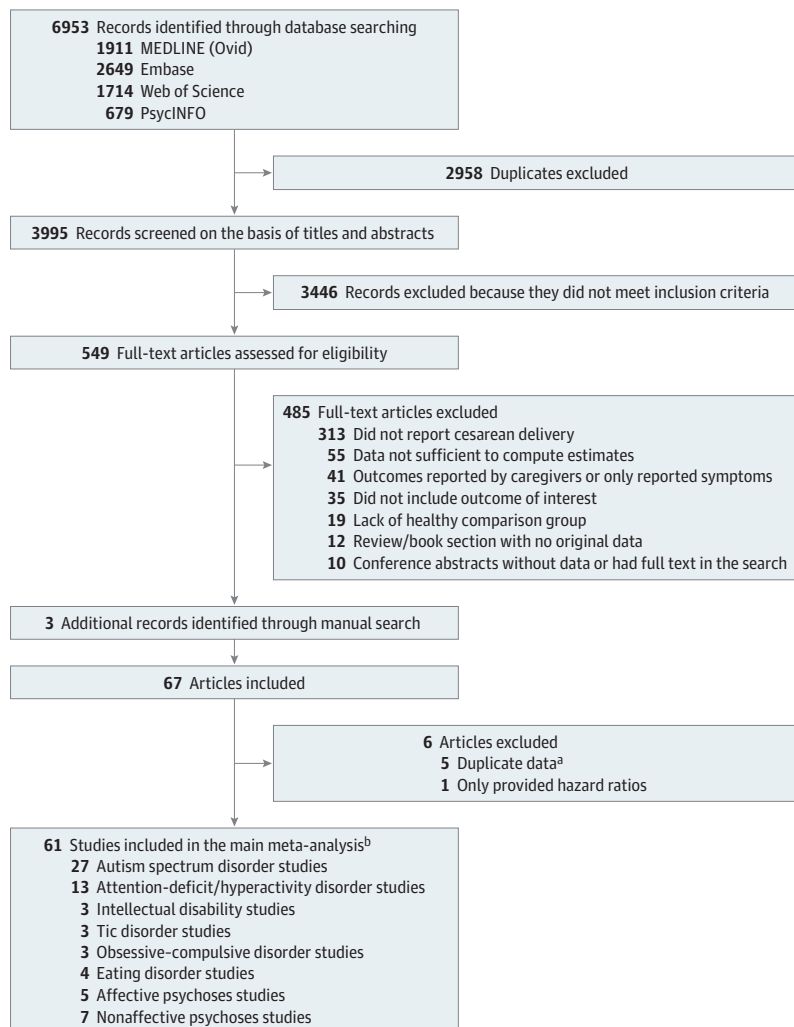 6953 Records identified through database searching
1911 MEDLINE (Ovid)
2649 Embase
1714 Web of Science
679 PsycINFO
2958 Duplicates excluded
3995 Records screened on the basis of titles and abstracts
3446 Records excluded because they did not meet inclusion criteria
549 Full-text articles assessed for eligibility
485 Full-text articles excluded
313 Did not report cesarean delivery
55 Data not sufficient to compute estimates
41 Outcomes reported by caregivers or only reported symptoms
35 Did not include outcome of interest
19 Lack of healthy comparison group
12 Review/book section with no original data
10 Conference abstracts without data or had full text in the search
3 Additional records identified through manual search
67 Articles included
6 Articles excluded
5 Duplicate dataa
1 Only provided hazard ratios
61 Studies included in the main meta-analysisb
27 Autism spectrum disorder studies
13 Attention-deficit/hyperactivity disorder studies
3 Intellectual disability studies
3 Tic disorder studies
3 Obsessive-compulsive disorder studies
4 Eating disorder studies
5 Affective psychoses studies
7 Nonaffective psychoses studies